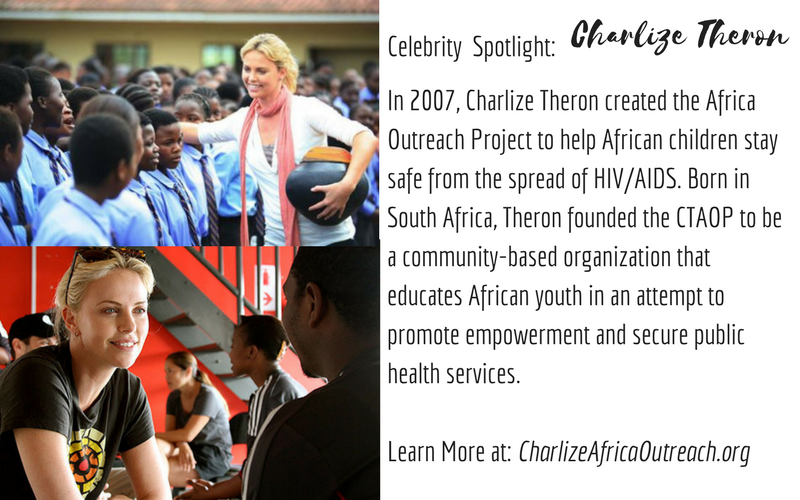 Celebrity Spotlight: Charlize Theron
In 2007, Charlize Theron created the Africa
Outreach Project to help African children stay
safe from the spread of HIV/AIDS. Born in
South Africa, Theron founded the CTAOP to be
a community-based organization that
educates African youth in an attempt to
promote empowerment and secure public
health services.
Learn More at: CharlizeAfricaOutreach.org